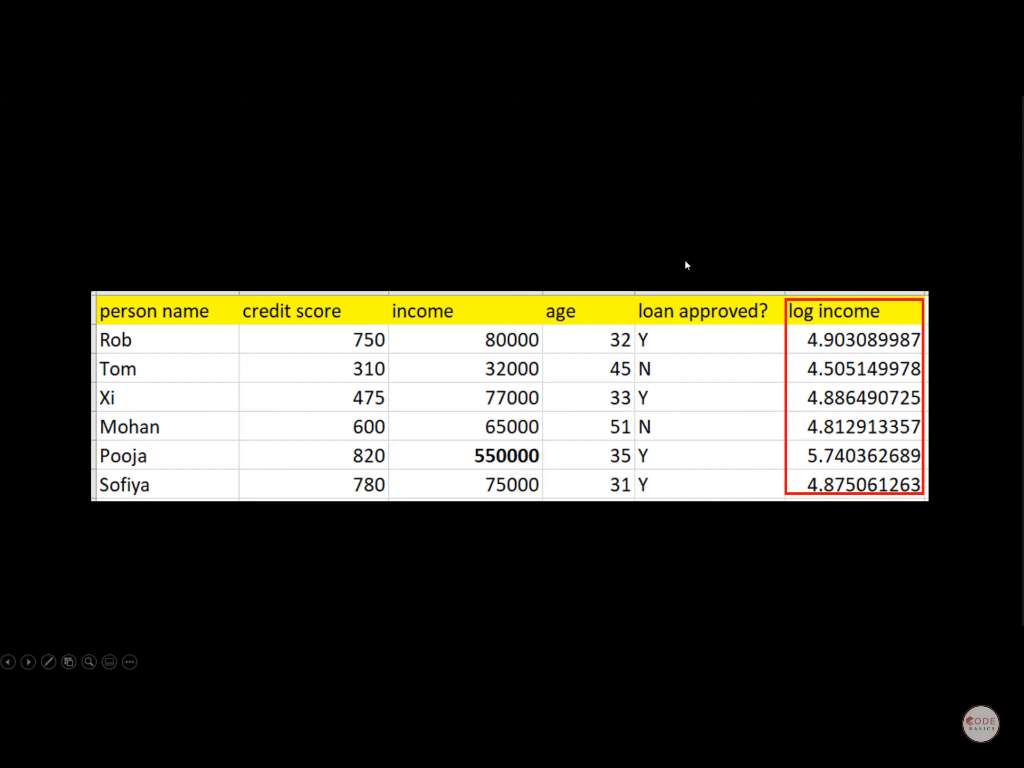 person name credit score income age loan approved? log income
Rob 750 80000 32 Y 4.903089987
Tom 310 32000 45 N 4.505149978
Xi 475 77000 33 Y 4.886490725
Mohan 600 65000 51 N 4.812913357
Pooja 820 550000 35 Y 5.740362689
Sofiya 780 75000 31 Y 4.875061263
CODE
BASICS